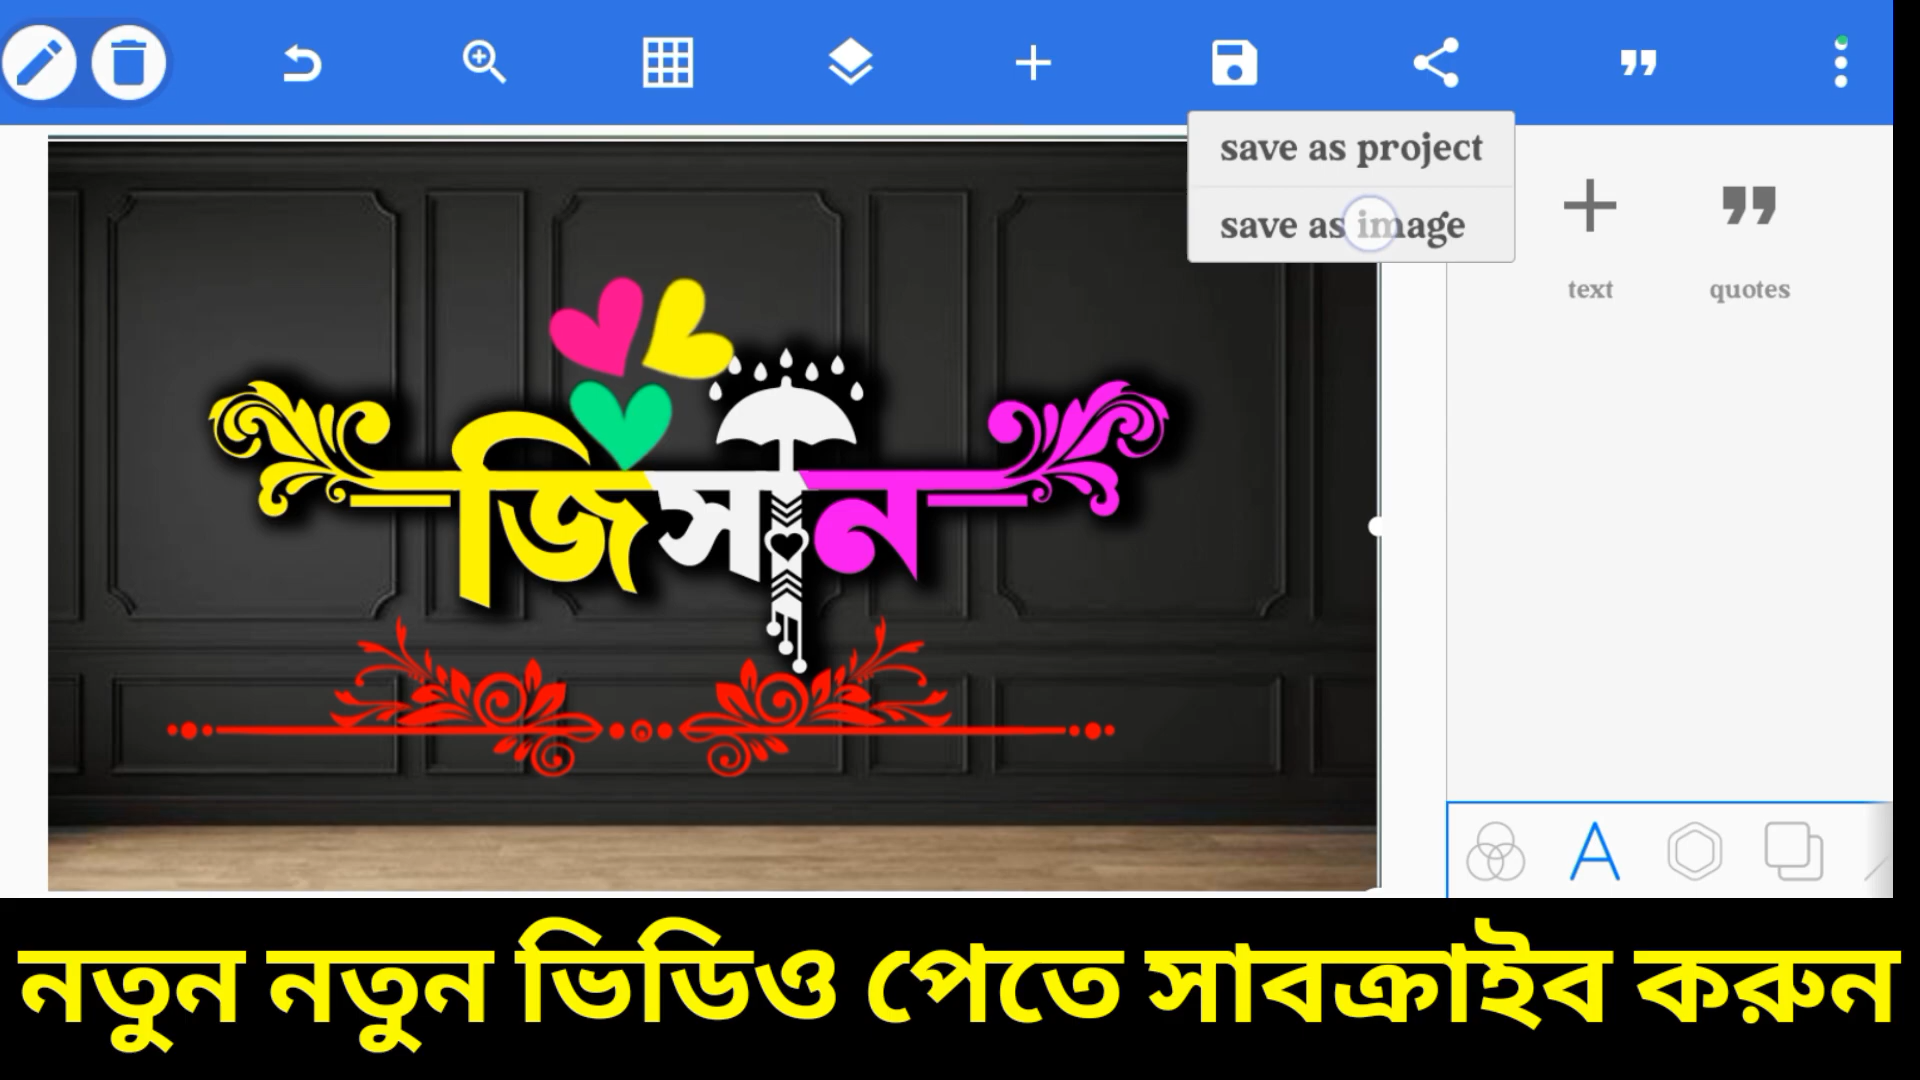 save as project
save as image
text
quotes
জিসান
নতুন নতুন ভিডিও পেতে সাবক্রাইব করুন